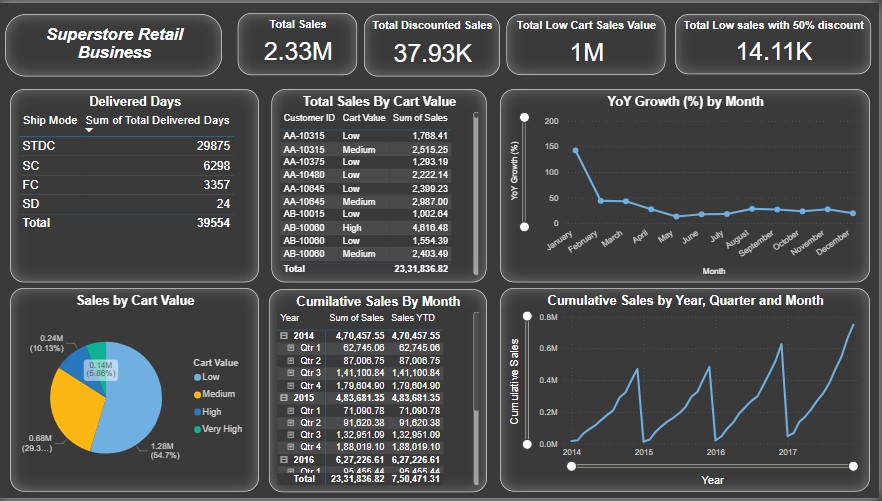 Superstore Retail
Business
Total Sales
2.33M
Total Discounted Sales
37.93K
Total Low Cart Sales Value
1M
Total Low sales with 50% discount
14.11K
Delivered Days
Ship Mode Sum of Total Delivered Days
STDC 29875
SC 6298
FC 3357
SD 24
Total 39554
Total Sales By Cart Value
Customer ID Cart Value Sum of Sales
AA-10315 Low 1,768.41
AA-10315 Medium 2,515.25
AA-10375 Low 1,293.19
AA-10480 Low 2,222.14
AA-10645 Low 2,399.23
AA-10645 Medium 2,987.00
AB-10015 Low 1,002.64
AB-10060 High 4,616.48
AB-10060 Low 1,554.39
AB-10060 Medium 2,403.49
Total 23,31,836.82
YoY Growth (%) by Month
YoY Growth (%)
200
150
100
50
0
January
February
March
April
May
June
July
August
September
October
November
December
Month
Sales by Cart Value
0.24M
(10.13%)
0.14M
(5.86%)
0.68M
(29.3...)
1.28M
(54.7%)
Cart Value
Low
Medium
High
Very High
Cumilative Sales By Month
Year Sum of Sales Sales YTD
2014 4,70,457.55 4,70,457.55
Qtr 1 62,745.06 62,745.06
Qtr 2 87,006.75 87,006.75
Qtr 3 1,41,100.84 1,41,100.84
Qtr 4 1,79,604.90 1,79,604.90
2015 4,83,681.35 4,83,681.35
Qtr 1 71,090.78 71,090.78
Qtr 2 91,620.38 91,620.38
Qtr 3 1,32,951.09 1,32,951.09
Qtr 4 1,88,019.10 1,88,019.10
2016 6,27,226.61 6,27,226.61
Qtr 1 95,455.44 95,455.44
Total 23,31,836.82 7,50,471.31
Cumulative Sales by Year, Quarter and Month
Cumulative Sales
0.8M
0.6M
0.4M
0.2M
0.0M
2014 2015 2016 2017
Year